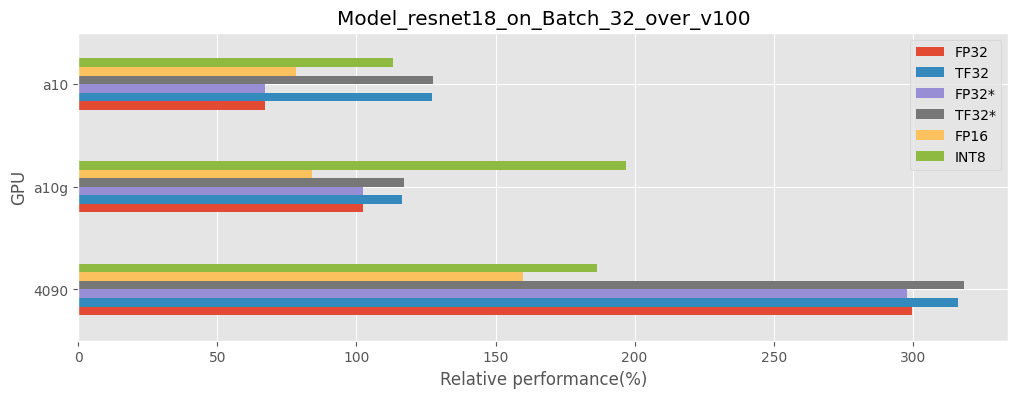 Model_resnet18_on_Batch_32_over_v100
FP32
TF32
FP32*
TF32*
FP16
INT8
a10
a10g
4090
GPU
0 50 100 150 200 250 300
Relative performance(%)